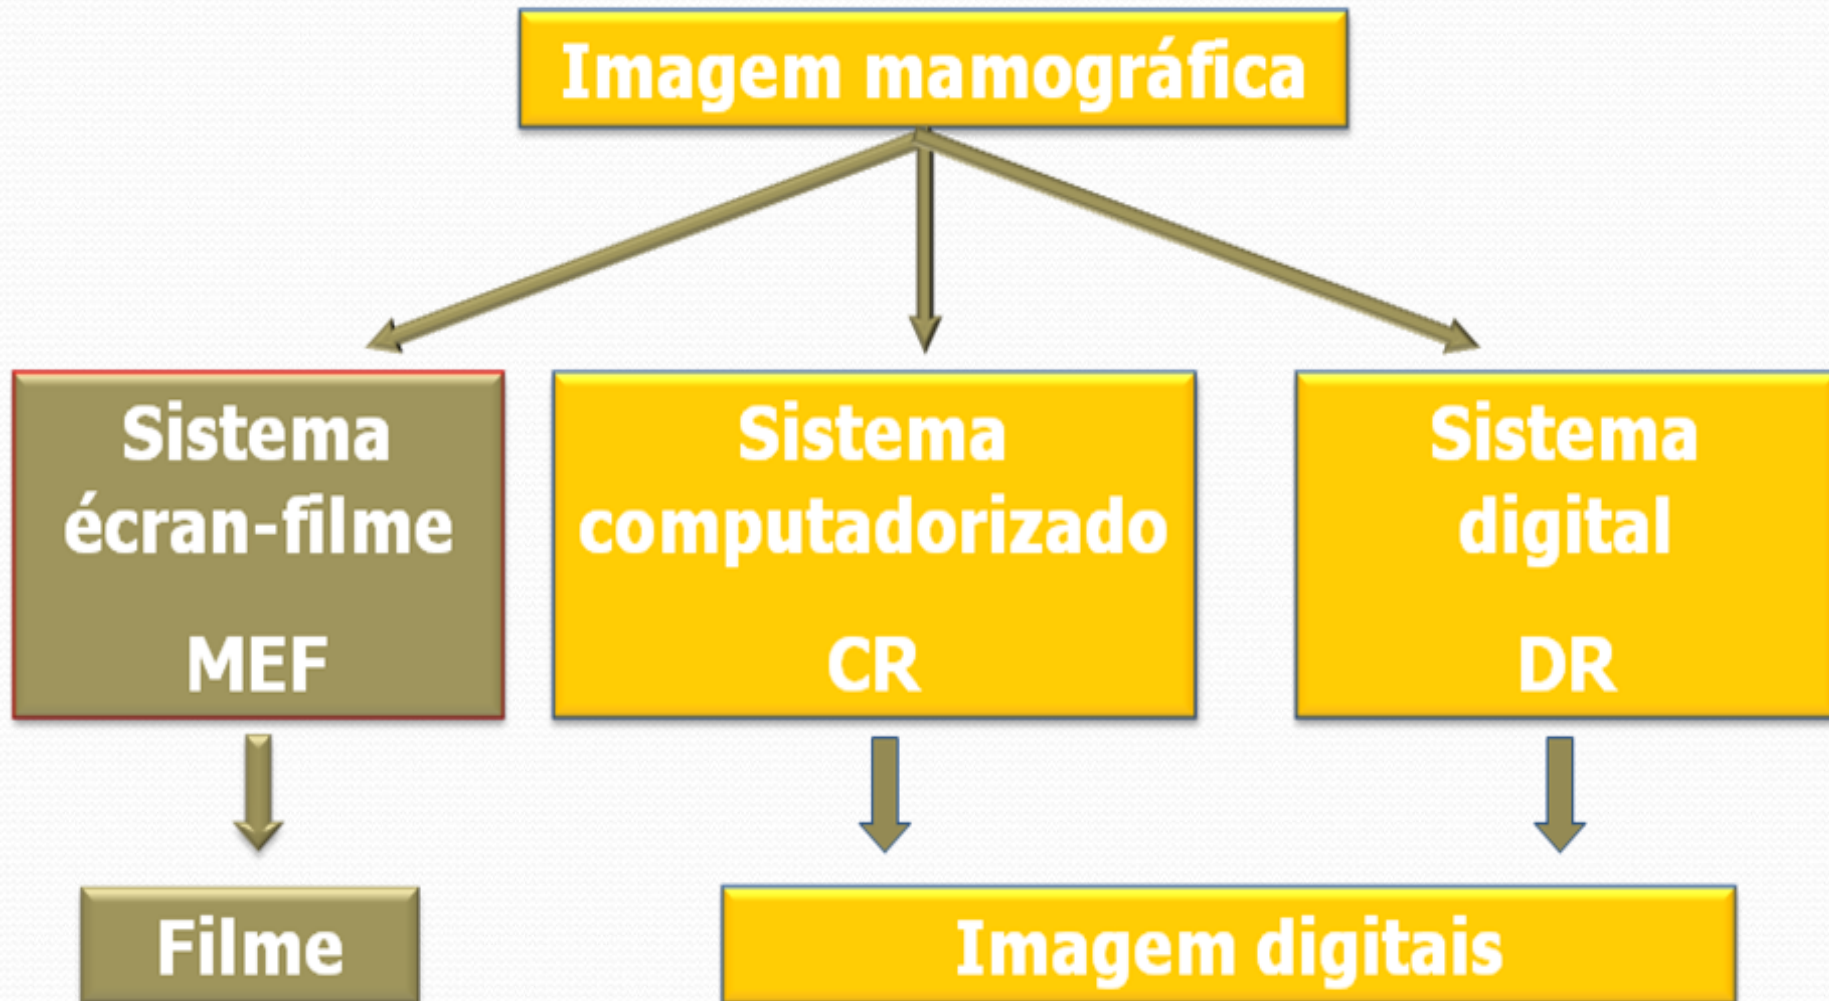 Imagem mamográfica
Sistema
écran-filme
MEF
Sistema
computadorizado
CR
Sistema
digital
DR
Filme
Imagem digitais